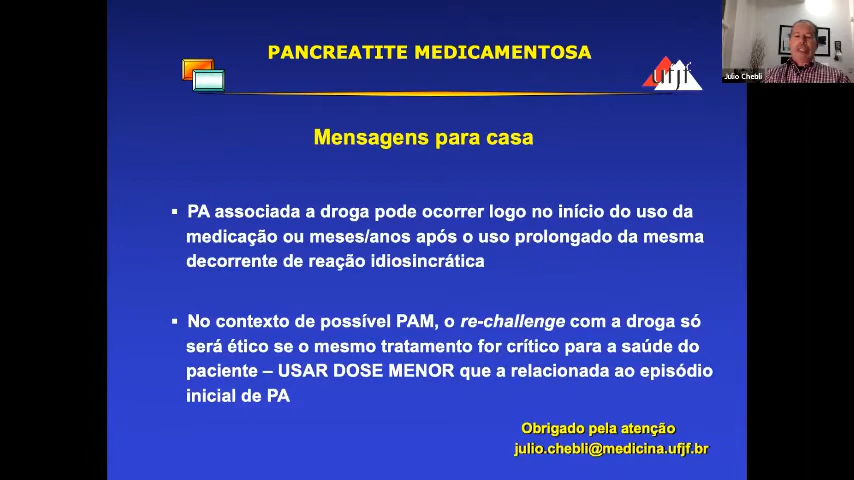 PANCREATITE MEDICAMENTOSA
ufjf
Julio Chebli
Mensagens para casa
▪ PA associada a droga pode ocorrer logo no início do uso da
medicação ou meses/anos após o uso prolongado da mesma
decorrente de reação idiosincrática
▪ No contexto de possível PAM, o re-challenge com a droga só
será ético se o mesmo tratamento for crítico para a saúde do
paciente – USAR DOSE MENOR que a relacionada ao episódio
inicial de PA
Obrigado pela atenção
julio.chebli@medicina.ufjf.br